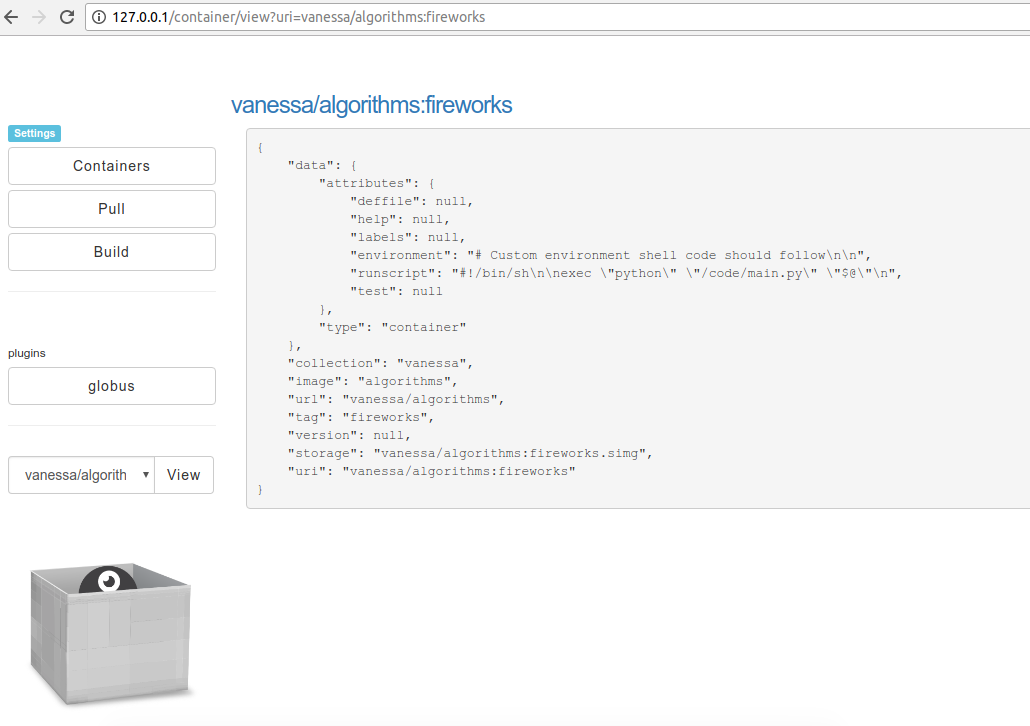 127.0.0.1/container/view?uri=vanessa/algorithms:fireworks
vanessa/algorithms:fireworks
Settings
Containers
Pull
Build
plugins
globus
vanessa/algorith
View
{
    "data": {
        "attributes": {
            "deffile": null,
            "help": null,
            "labels": null,
            "environment": "# Custom environment shell code should follow\n\n",
            "runscript": "#!/bin/sh\n\nexec \"python\" \"/code/main.py\" \"$@\"\n",
            "test": null
        },
        "type": "container"
    },
    "collection": "vanessa",
    "image": "algorithms",
    "url": "vanessa/algorithms",
    "tag": "fireworks",
    "version": null,
    "storage": "vanessa/algorithms:fireworks.simg",
    "uri": "vanessa/algorithms:fireworks"
}